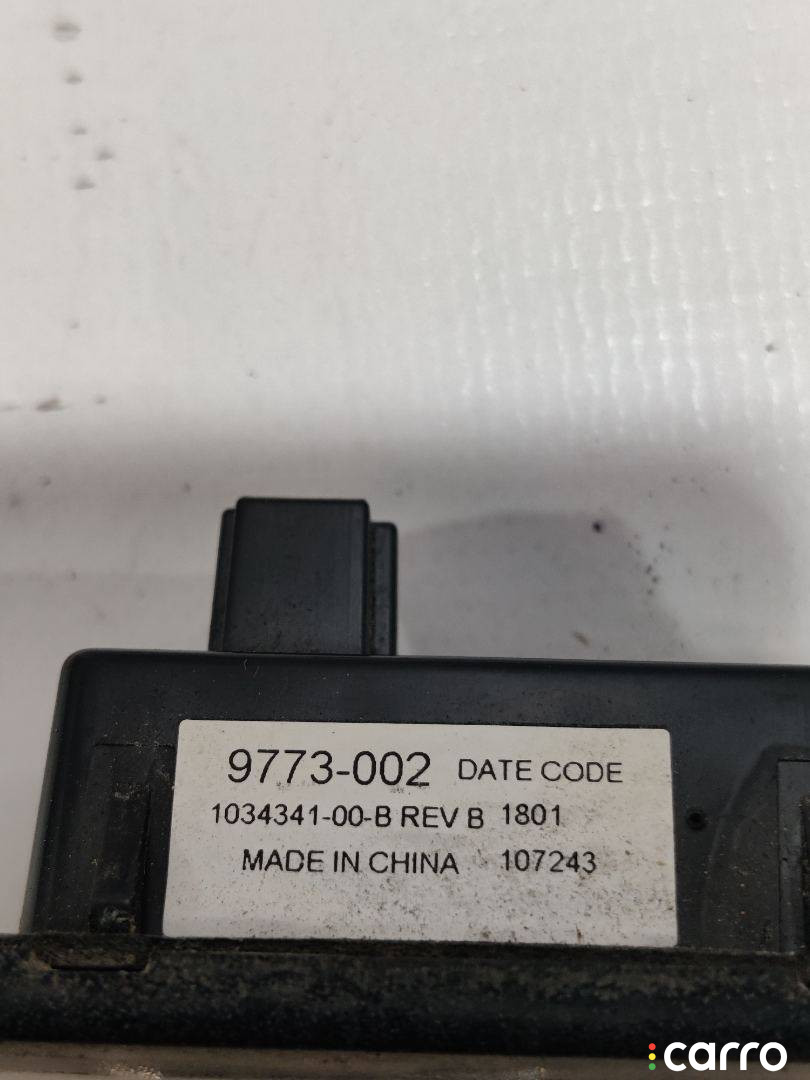 9773-002 DATE CODE
1034341-00-B REV B 1801
MADE IN CHINA 107243
carro